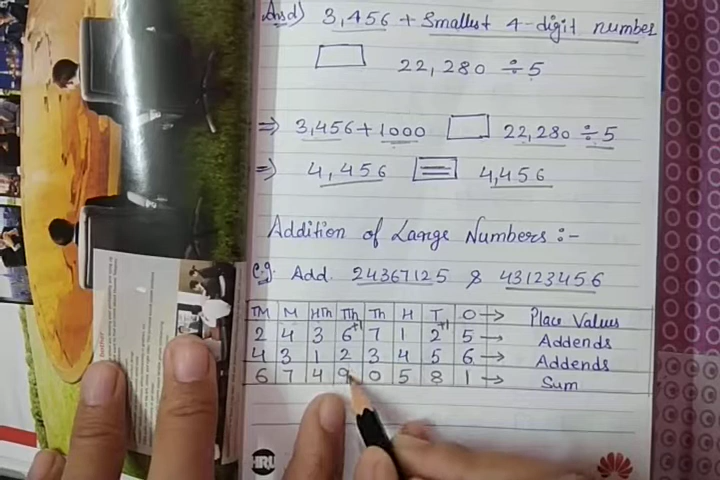 Ans d) 3,456 + Smallest 4-digit number
22,280 ÷ 5
⇒ 3,456 + 1000 22,280 ÷ 5
⇒ 4,456 = 4,456
Addition of Large Numbers :-
e.g. Add 24367125 & 43123456
TM M HTh TTh Th H T O → Place Values
2 4 3 6+1 7 1 2+1 5 → Addends
4 3 1 2 3 4 5 6 → Addends
6 7 4 9 0 5 8 1 → Sum
HUAWEI